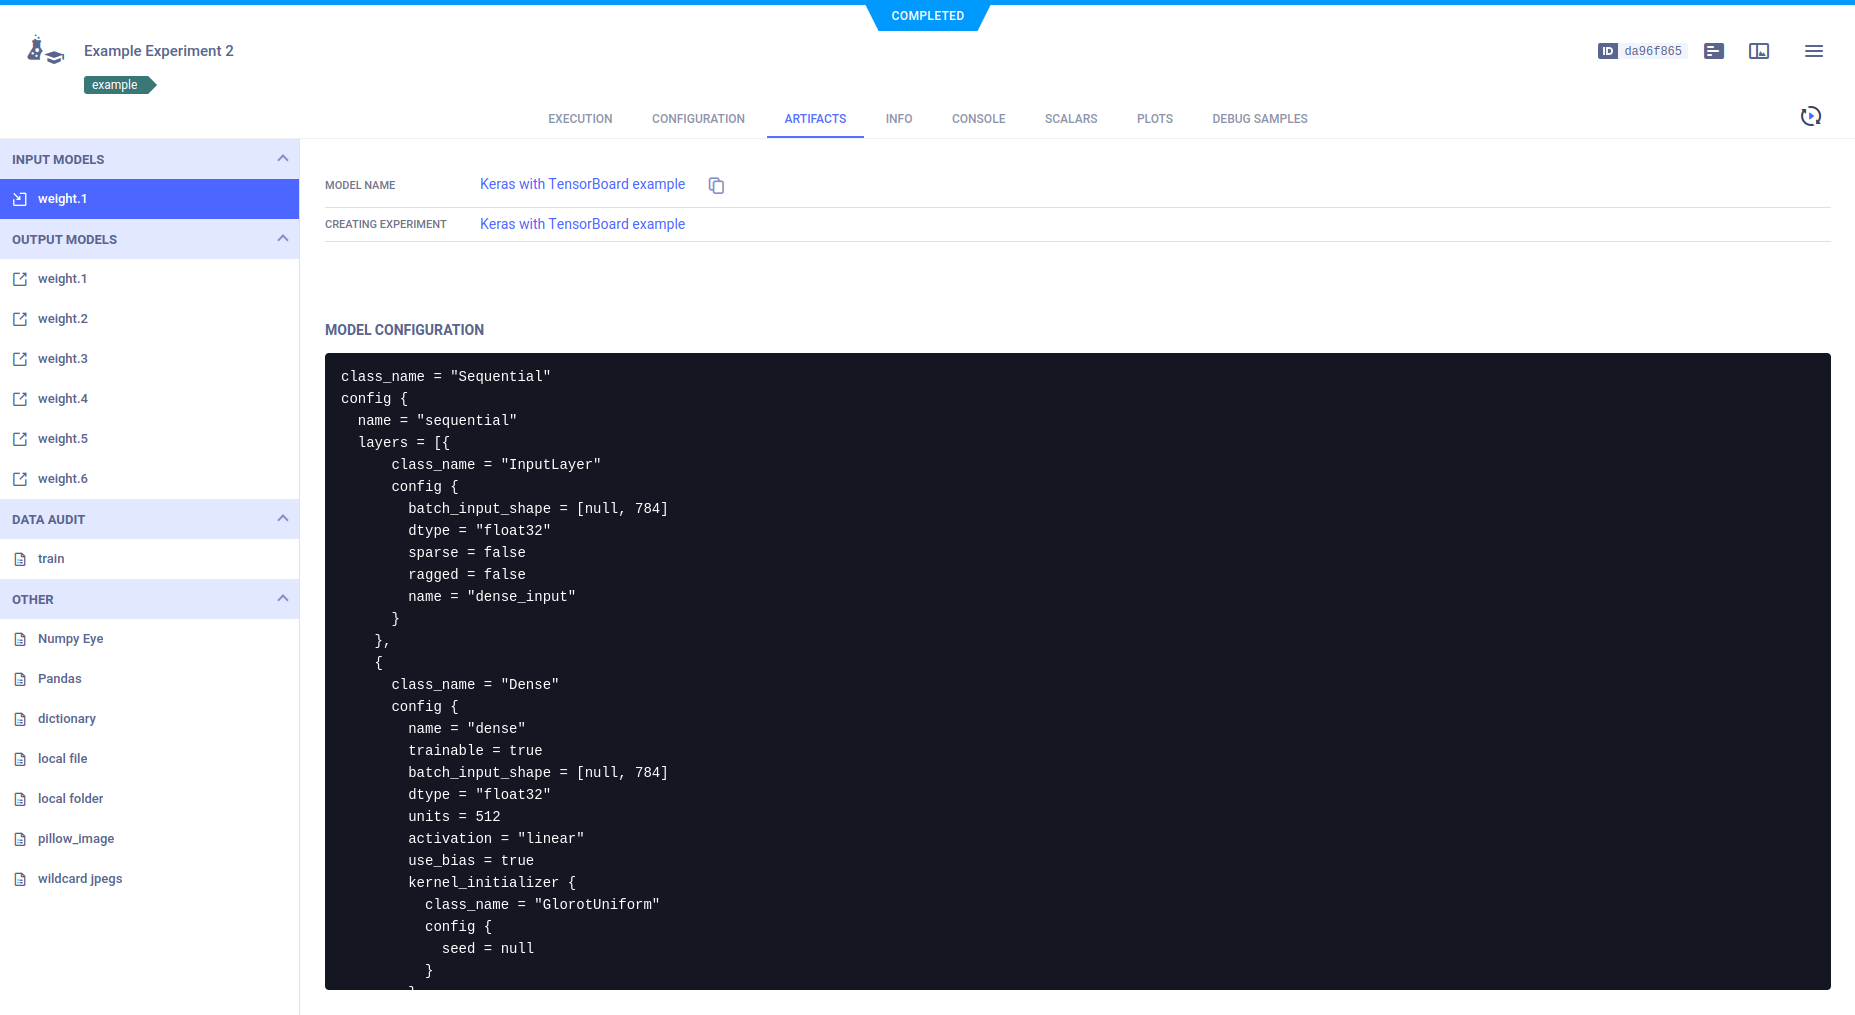 COMPLETED
Example Experiment 2
ID da96f865
example
EXECUTION CONFIGURATION ARTIFACTS INFO CONSOLE SCALARS PLOTS DEBUG SAMPLES
INPUT MODELS
weight.1
OUTPUT MODELS
weight.1
weight.2
weight.3
weight.4
weight.5
weight.6
DATA AUDIT
train
OTHER
Numpy Eye
Pandas
dictionary
local file
local folder
pillow_image
wildcard jpegs
MODEL NAME Keras with TensorBoard example
CREATING EXPERIMENT Keras with TensorBoard example
MODEL CONFIGURATION
class_name = "Sequential"
config {
  name = "sequential"
  layers = [{
      class_name = "InputLayer"
      config {
        batch_input_shape = [null, 784]
        dtype = "float32"
        sparse = false
        ragged = false
        name = "dense_input"
      }
    },
    {
      class_name = "Dense"
      config {
        name = "dense"
        trainable = true
        batch_input_shape = [null, 784]
        dtype = "float32"
        units = 512
        activation = "linear"
        use_bias = true
        kernel_initializer {
          class_name = "GlorotUniform"
          config {
            seed = null
          }
        }